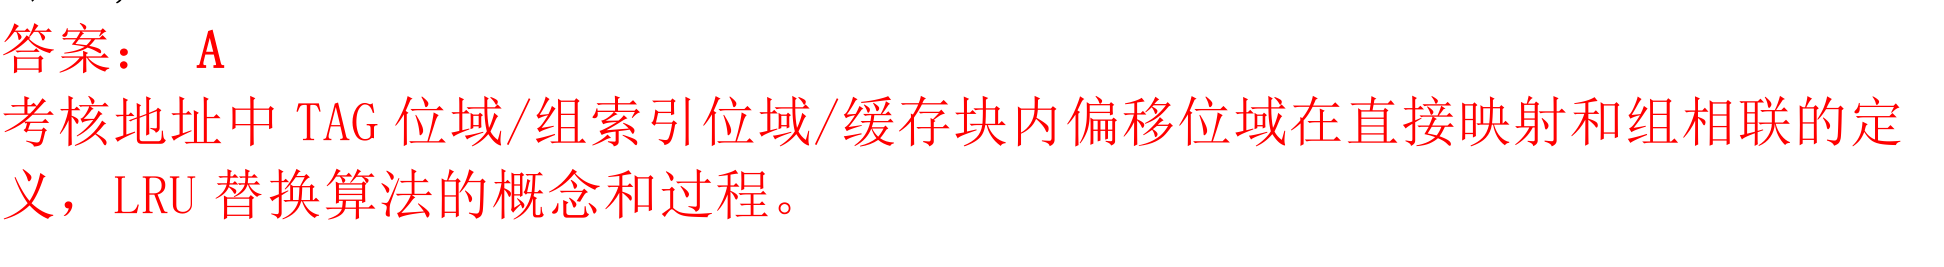 答案： A
考核地址中 TAG 位域/组索引位域/缓存块内偏移位域在直接映射和组相联的定
义，LRU 替换算法的概念和过程。